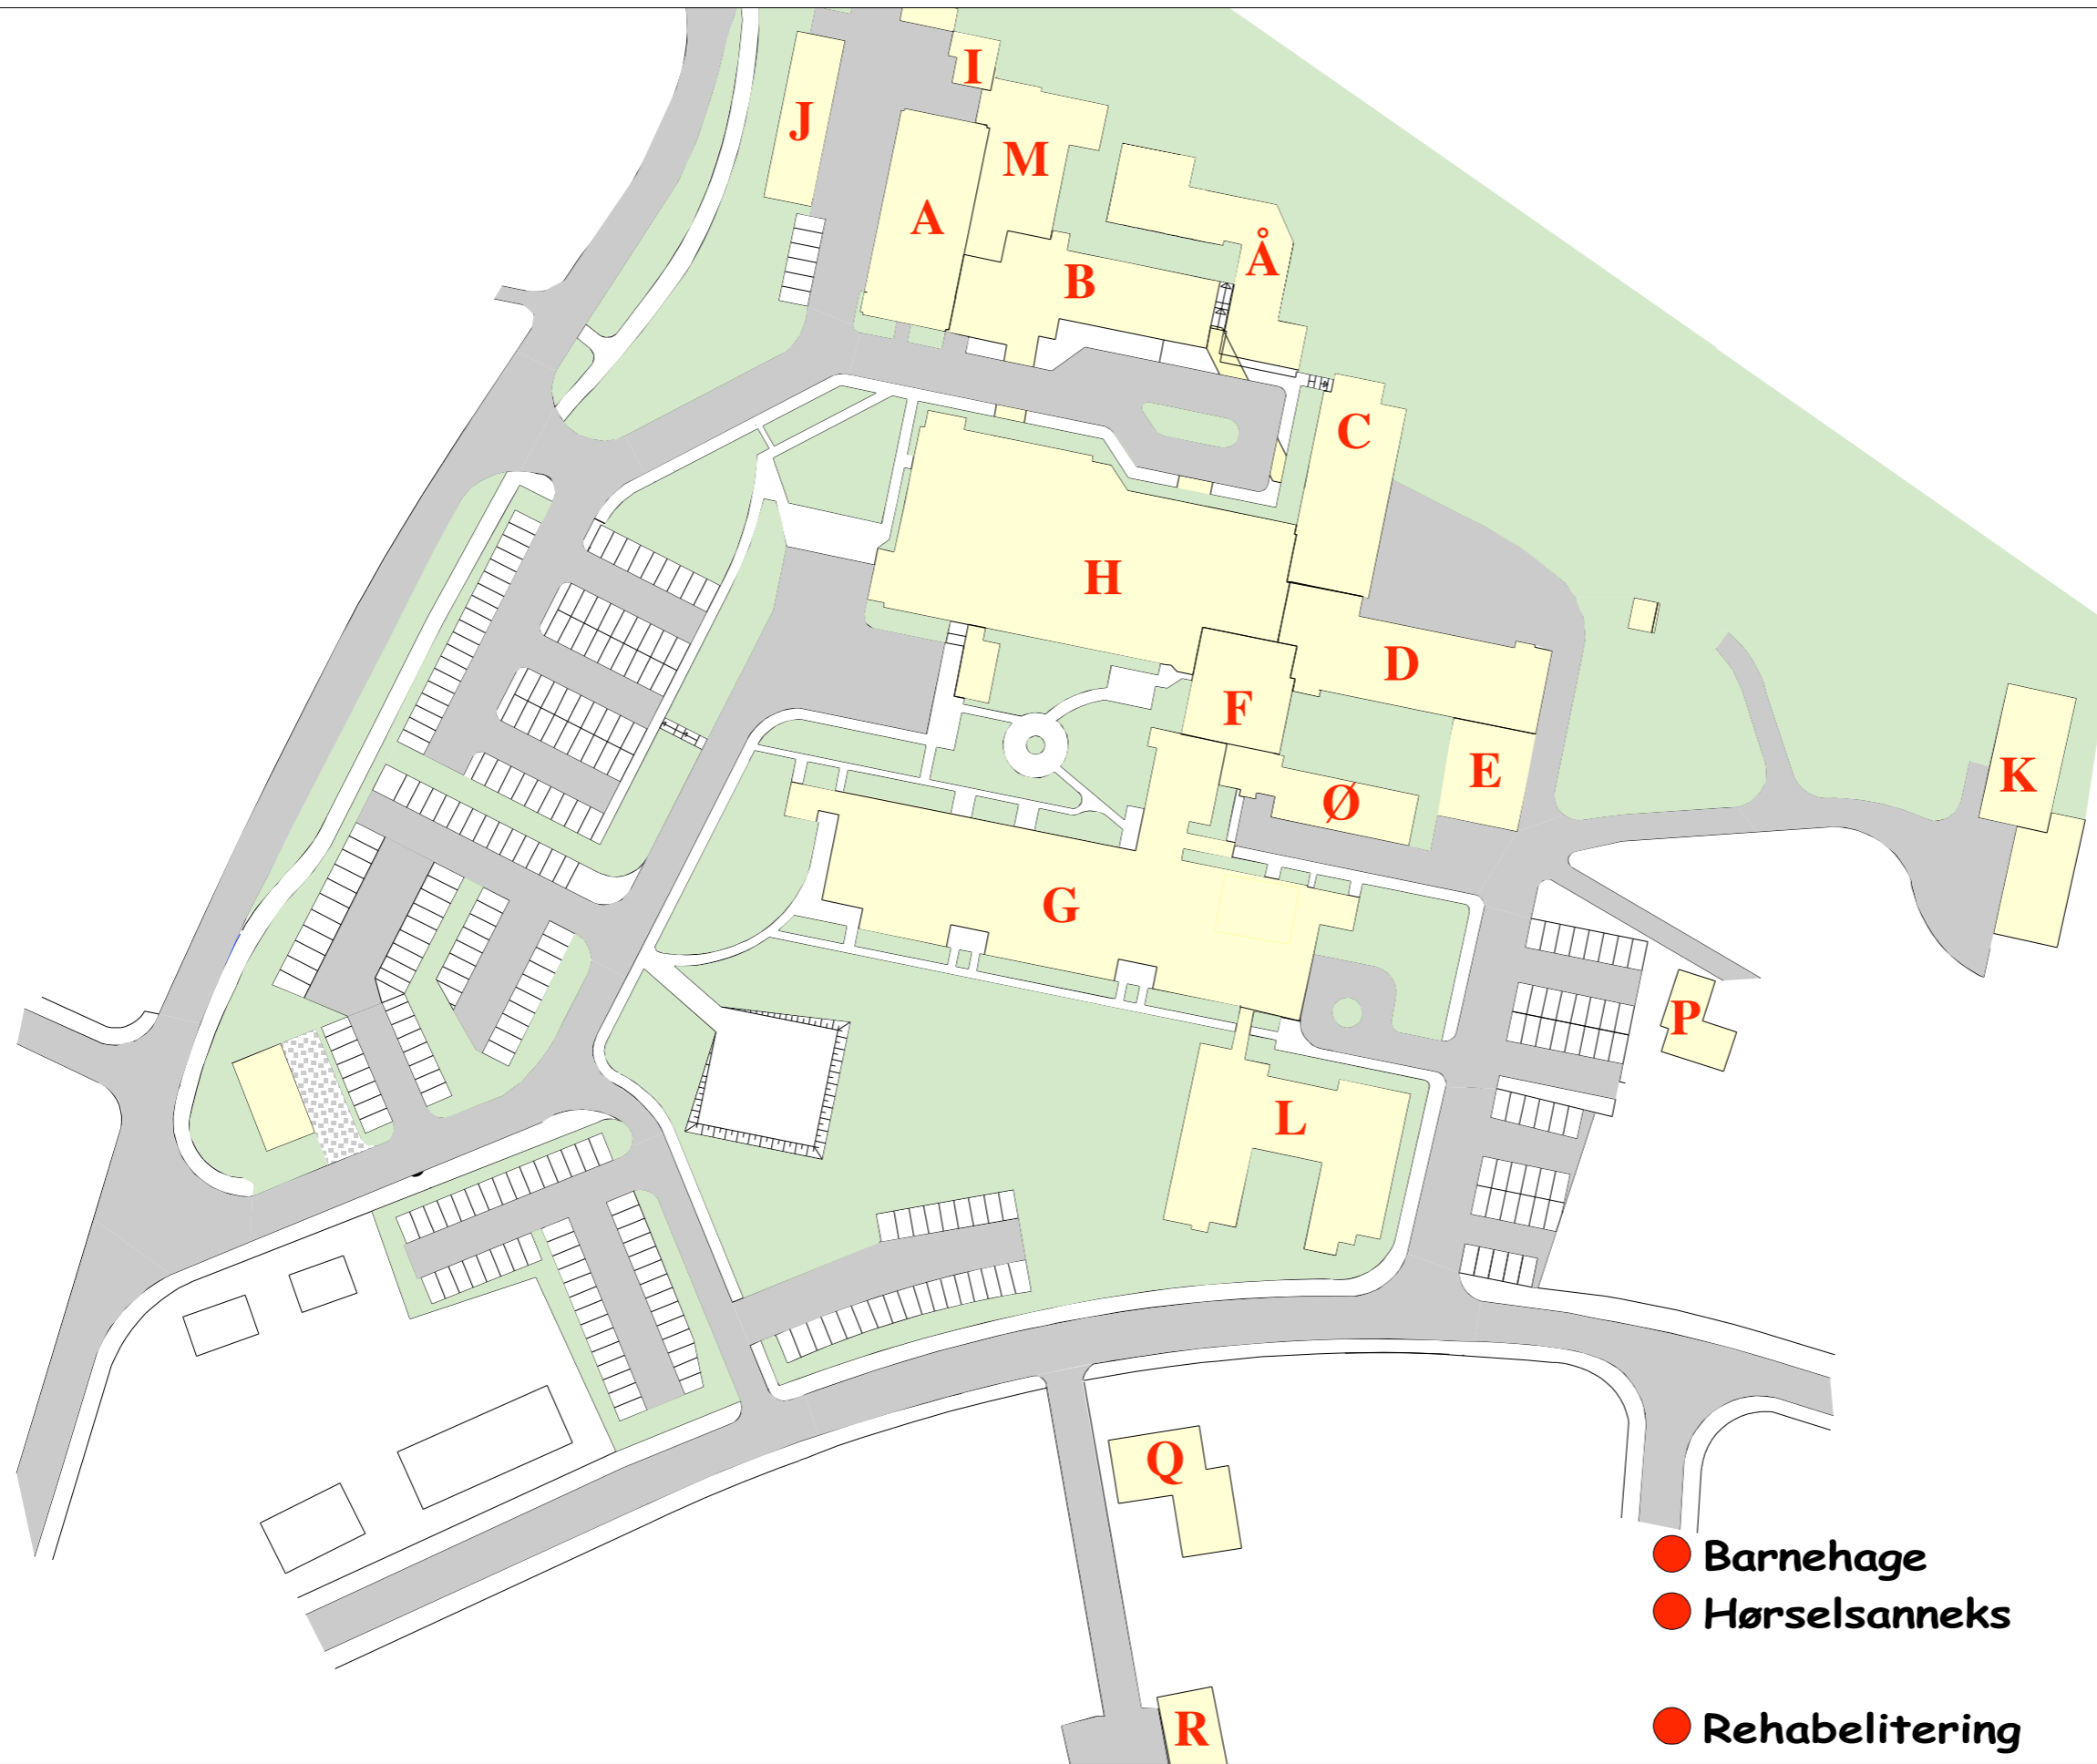 I
J
M
A
Å
B
C
H
D
F
E
K
Ø
G
P
L
Q
Barnehage
Hørselsanneks
R
Rehabelitering